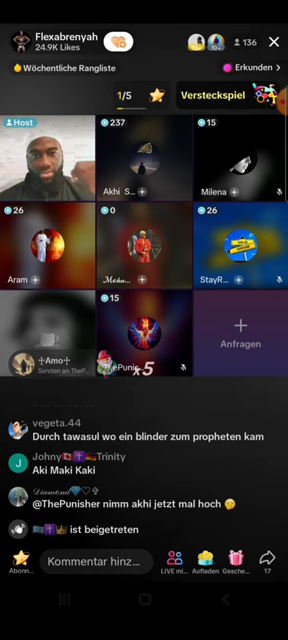 Flexabrenyah
24.9K Likes
136
Wöchentliche Rangliste
Erkunden >
1/5
Versteckspiel
Host
237
Akhi S...
15
Milena
26
Aram
0
26
StayR...
☩Amo☩
Senden an TheP...
15
x5
Anfragen
vegeta.44
Durch tawasul wo ein blinder zum propheten kam
J
Johny🇨🇦✝️🇩🇪Trinity
Aki Maki Kaki
Diamond💎♡✞
@ThePunisher nimm akhi jetzt mal hoch 🤔
ist beigetreten
Abonn...
Kommentar hinz...
LIVE mi...
Aufladen
Gesche...
17